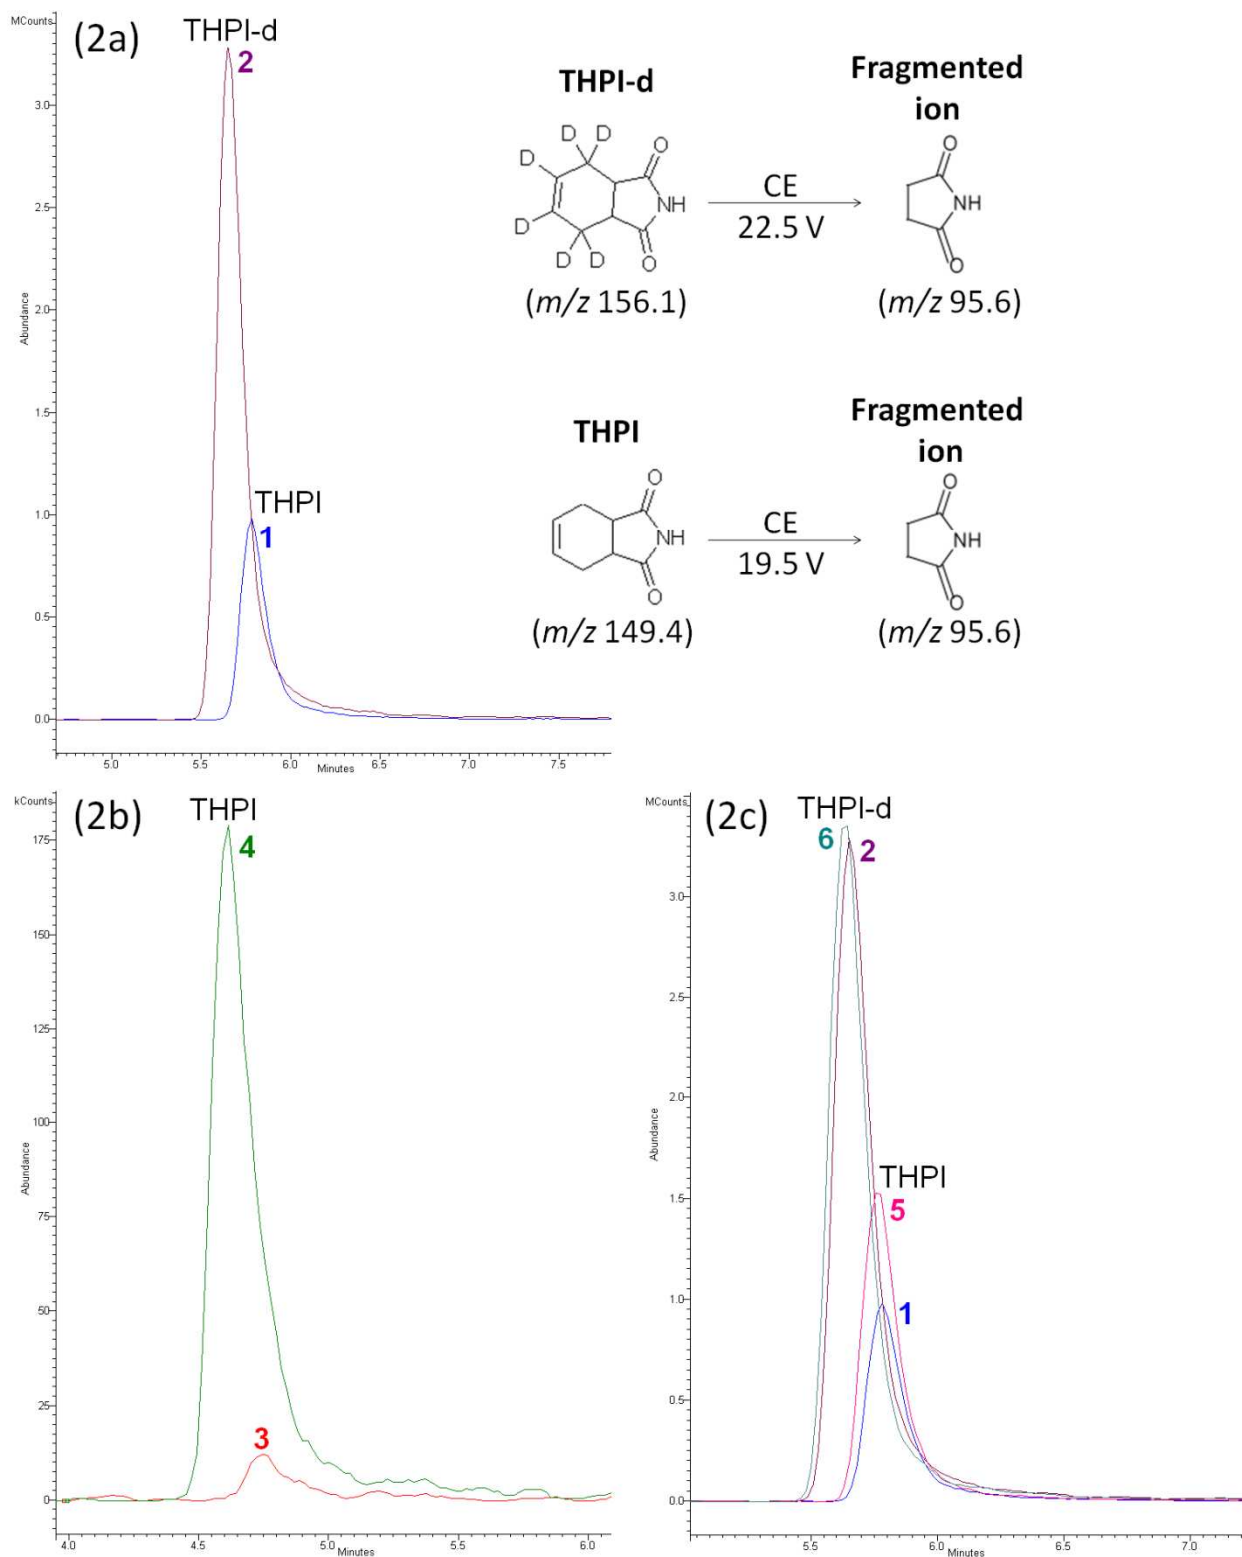 (2a)
MCounts
THPI-d
2
3.0
2.5
2.0
1.5
1.0
0.5
0.0
Abundance
THPI
1
5.0 5.5 6.0 6.5 7.0 7.5
Minutes
THPI-d
D D
D
D
D D
O
NH
O
(m/z 156.1)
CE
22.5 V
Fragmented
ion
O
NH
O
(m/z 95.6)
THPI
O
NH
O
(m/z 149.4)
CE
19.5 V
Fragmented
ion
O
NH
O
(m/z 95.6)
(2b)
kCounts
THPI
4
175
150
125
100
75
50
25
0
Abundance
3
4.0 4.5 5.0 5.5 6.0
Minutes
(2c)
MCounts
THPI-d
6 2
3.0
2.5
2.0
1.5
1.0
0.5
0.0
Abundance
THPI
5
1
5.5 6.0 6.5 7.0
Minutes